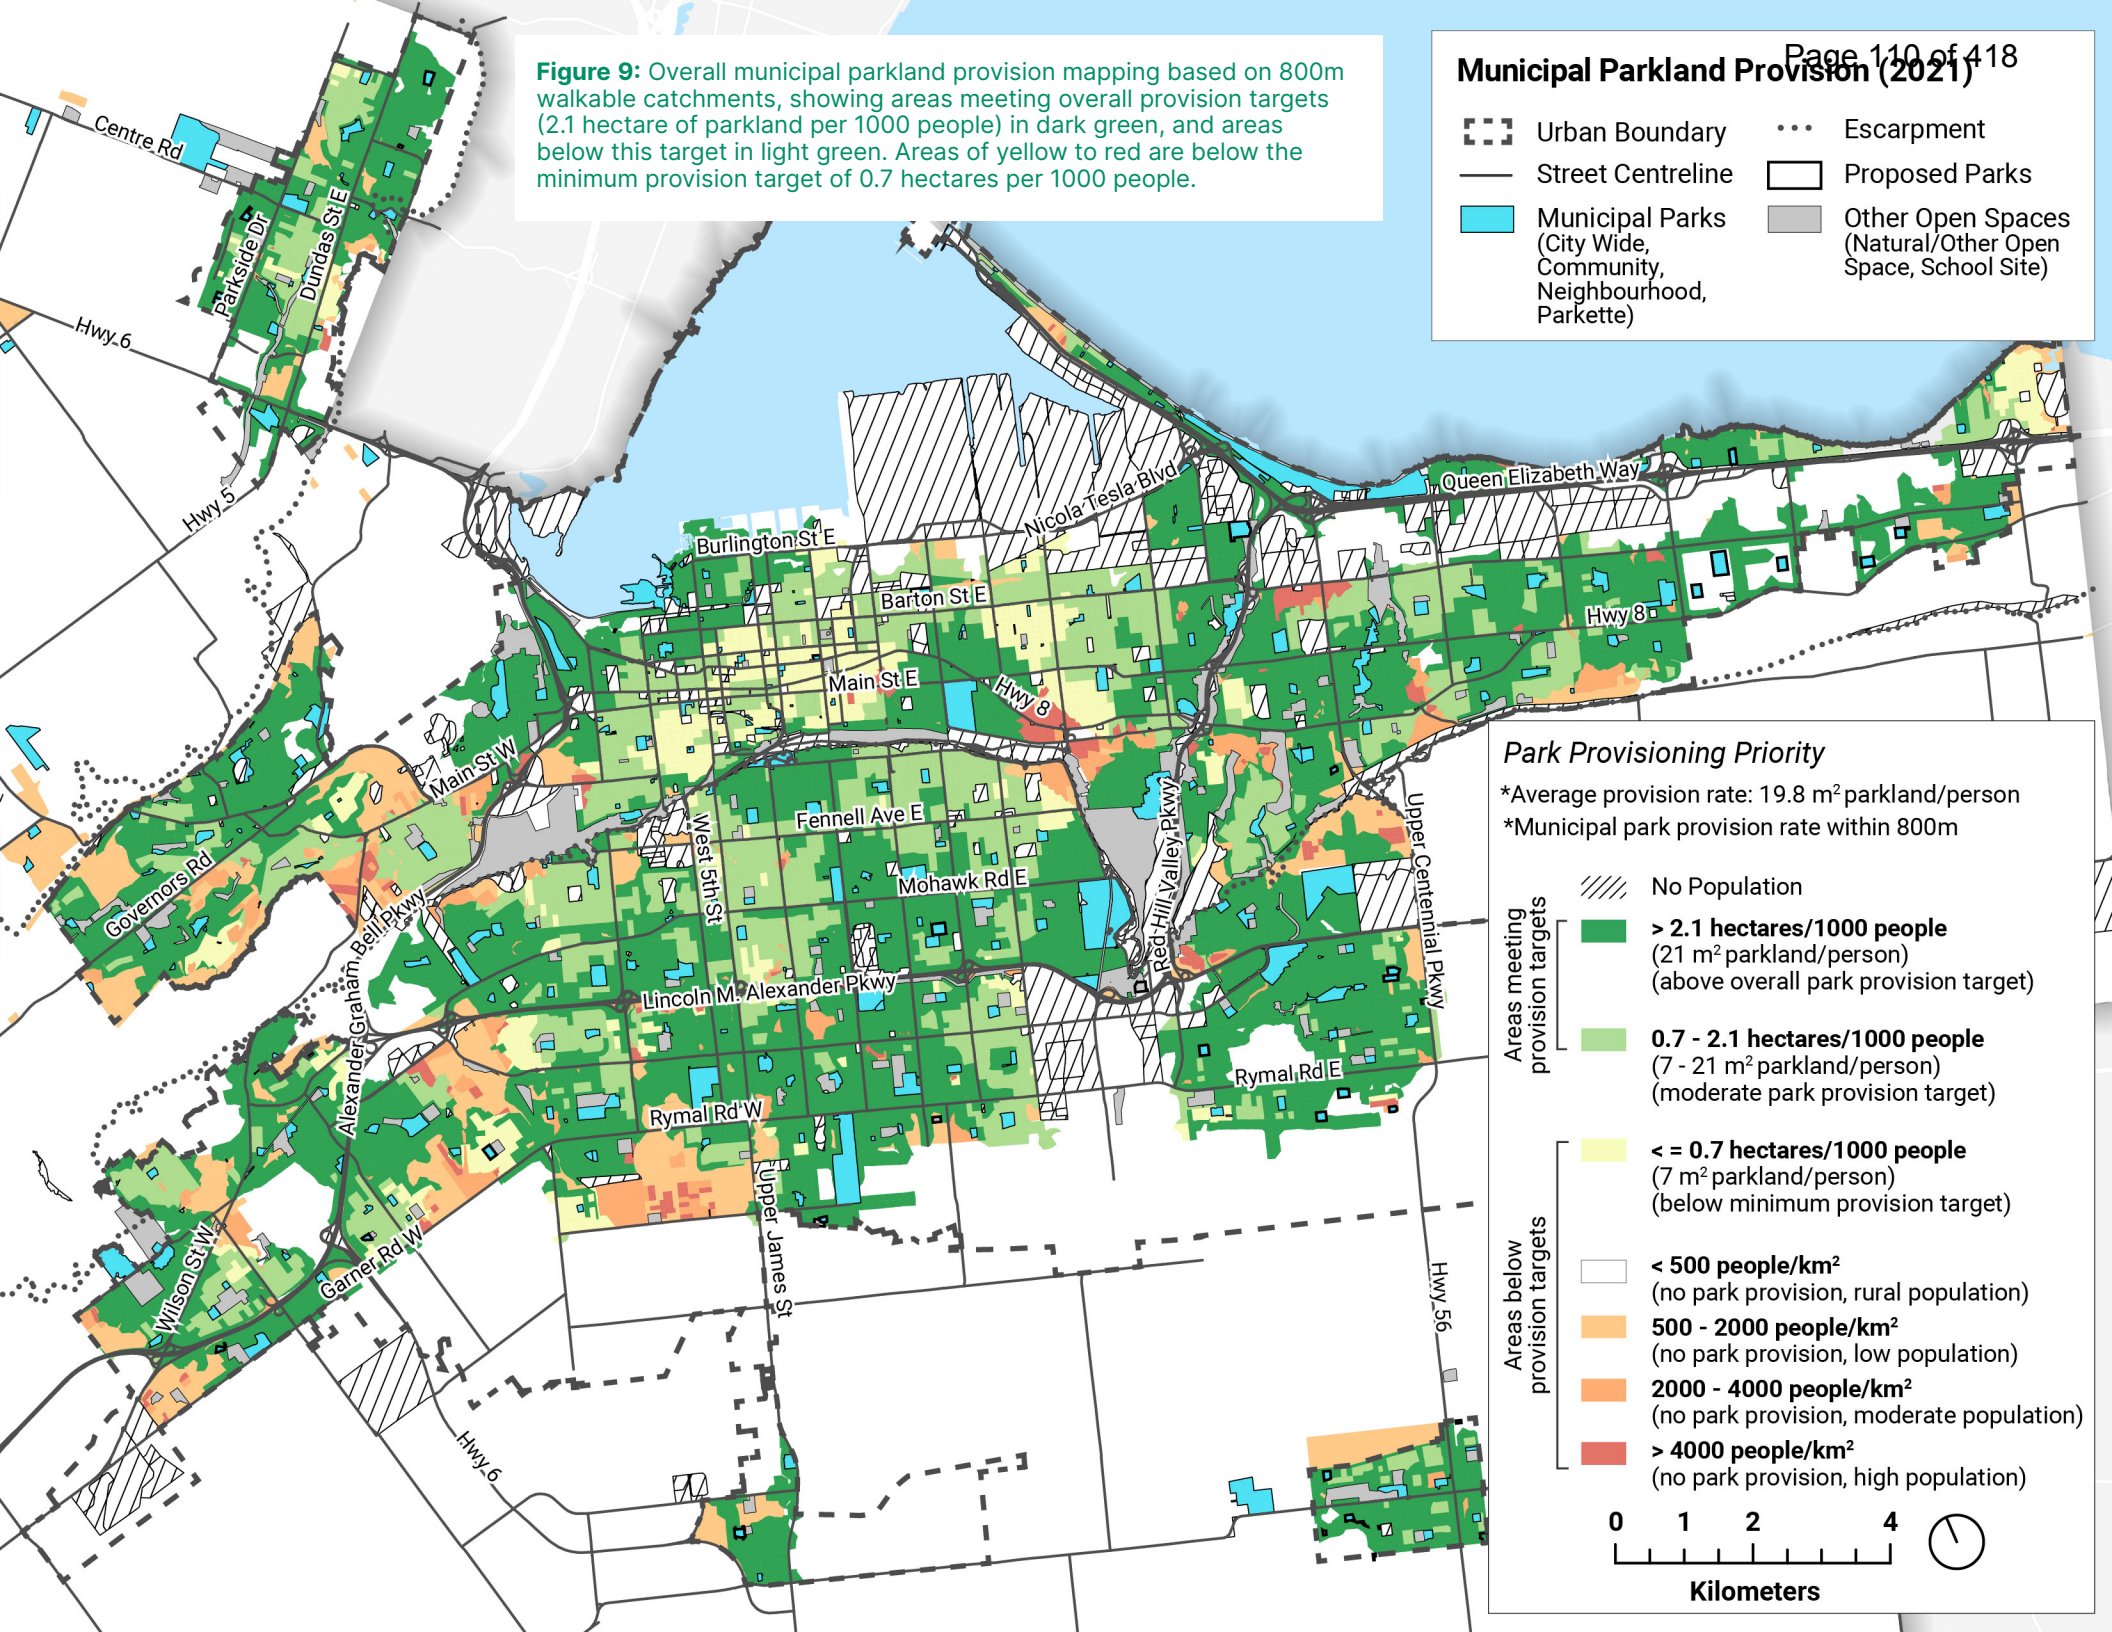 Figure 9: Overall municipal parkland provision mapping based on 800m
walkable catchments, showing areas meeting overall provision targets
(2.1 hectare of parkland per 1000 people) in dark green, and areas
below this target in light green. Areas of yellow to red are below the
minimum provision target of 0.7 hectares per 1000 people.
Page 110 of 418
Municipal Parkland Provision (2021)
Urban Boundary
Escarpment
Street Centreline
Proposed Parks
Municipal Parks
(City Wide,
Community,
Neighbourhood,
Parkette)
Other Open Spaces
(Natural/Other Open
Space, School Site)
Centre Rd
Parkside Dr
Dundas St E
Hwy 6
Hwy 5
Burlington St E
Nicola Tesla Blvd
Queen Elizabeth Way
Barton St E
Hwy 8
Main St E
Hwy 8
Main St W
Fennell Ave E
West 5th St
Mohawk Rd E
Red Hill Valley Pkwy
Upper Centennial Pkwy
Governors Rd
Alexander Graham Bell Pkwy
Lincoln M. Alexander Pkwy
Rymal Rd E
Rymal Rd W
Upper James St
Garner Rd W
Wilson St W
Hwy 56
Hwy 6
Park Provisioning Priority
*Average provision rate: 19.8 m² parkland/person
*Municipal park provision rate within 800m
No Population
Areas meeting
provision targets
> 2.1 hectares/1000 people
(21 m² parkland/person)
(above overall park provision target)
0.7 - 2.1 hectares/1000 people
(7 - 21 m² parkland/person)
(moderate park provision target)
Areas below
provision targets
< = 0.7 hectares/1000 people
(7 m² parkland/person)
(below minimum provision target)
< 500 people/km²
(no park provision, rural population)
500 - 2000 people/km²
(no park provision, low population)
2000 - 4000 people/km²
(no park provision, moderate population)
> 4000 people/km²
(no park provision, high population)
0 1 2 4
Kilometers